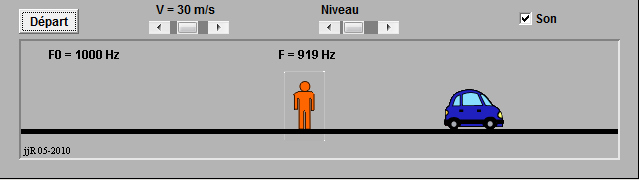 V = 30 m/s Niveau
Départ Son
F0 = 1000 Hz F = 919 Hz
jjR 05-2010